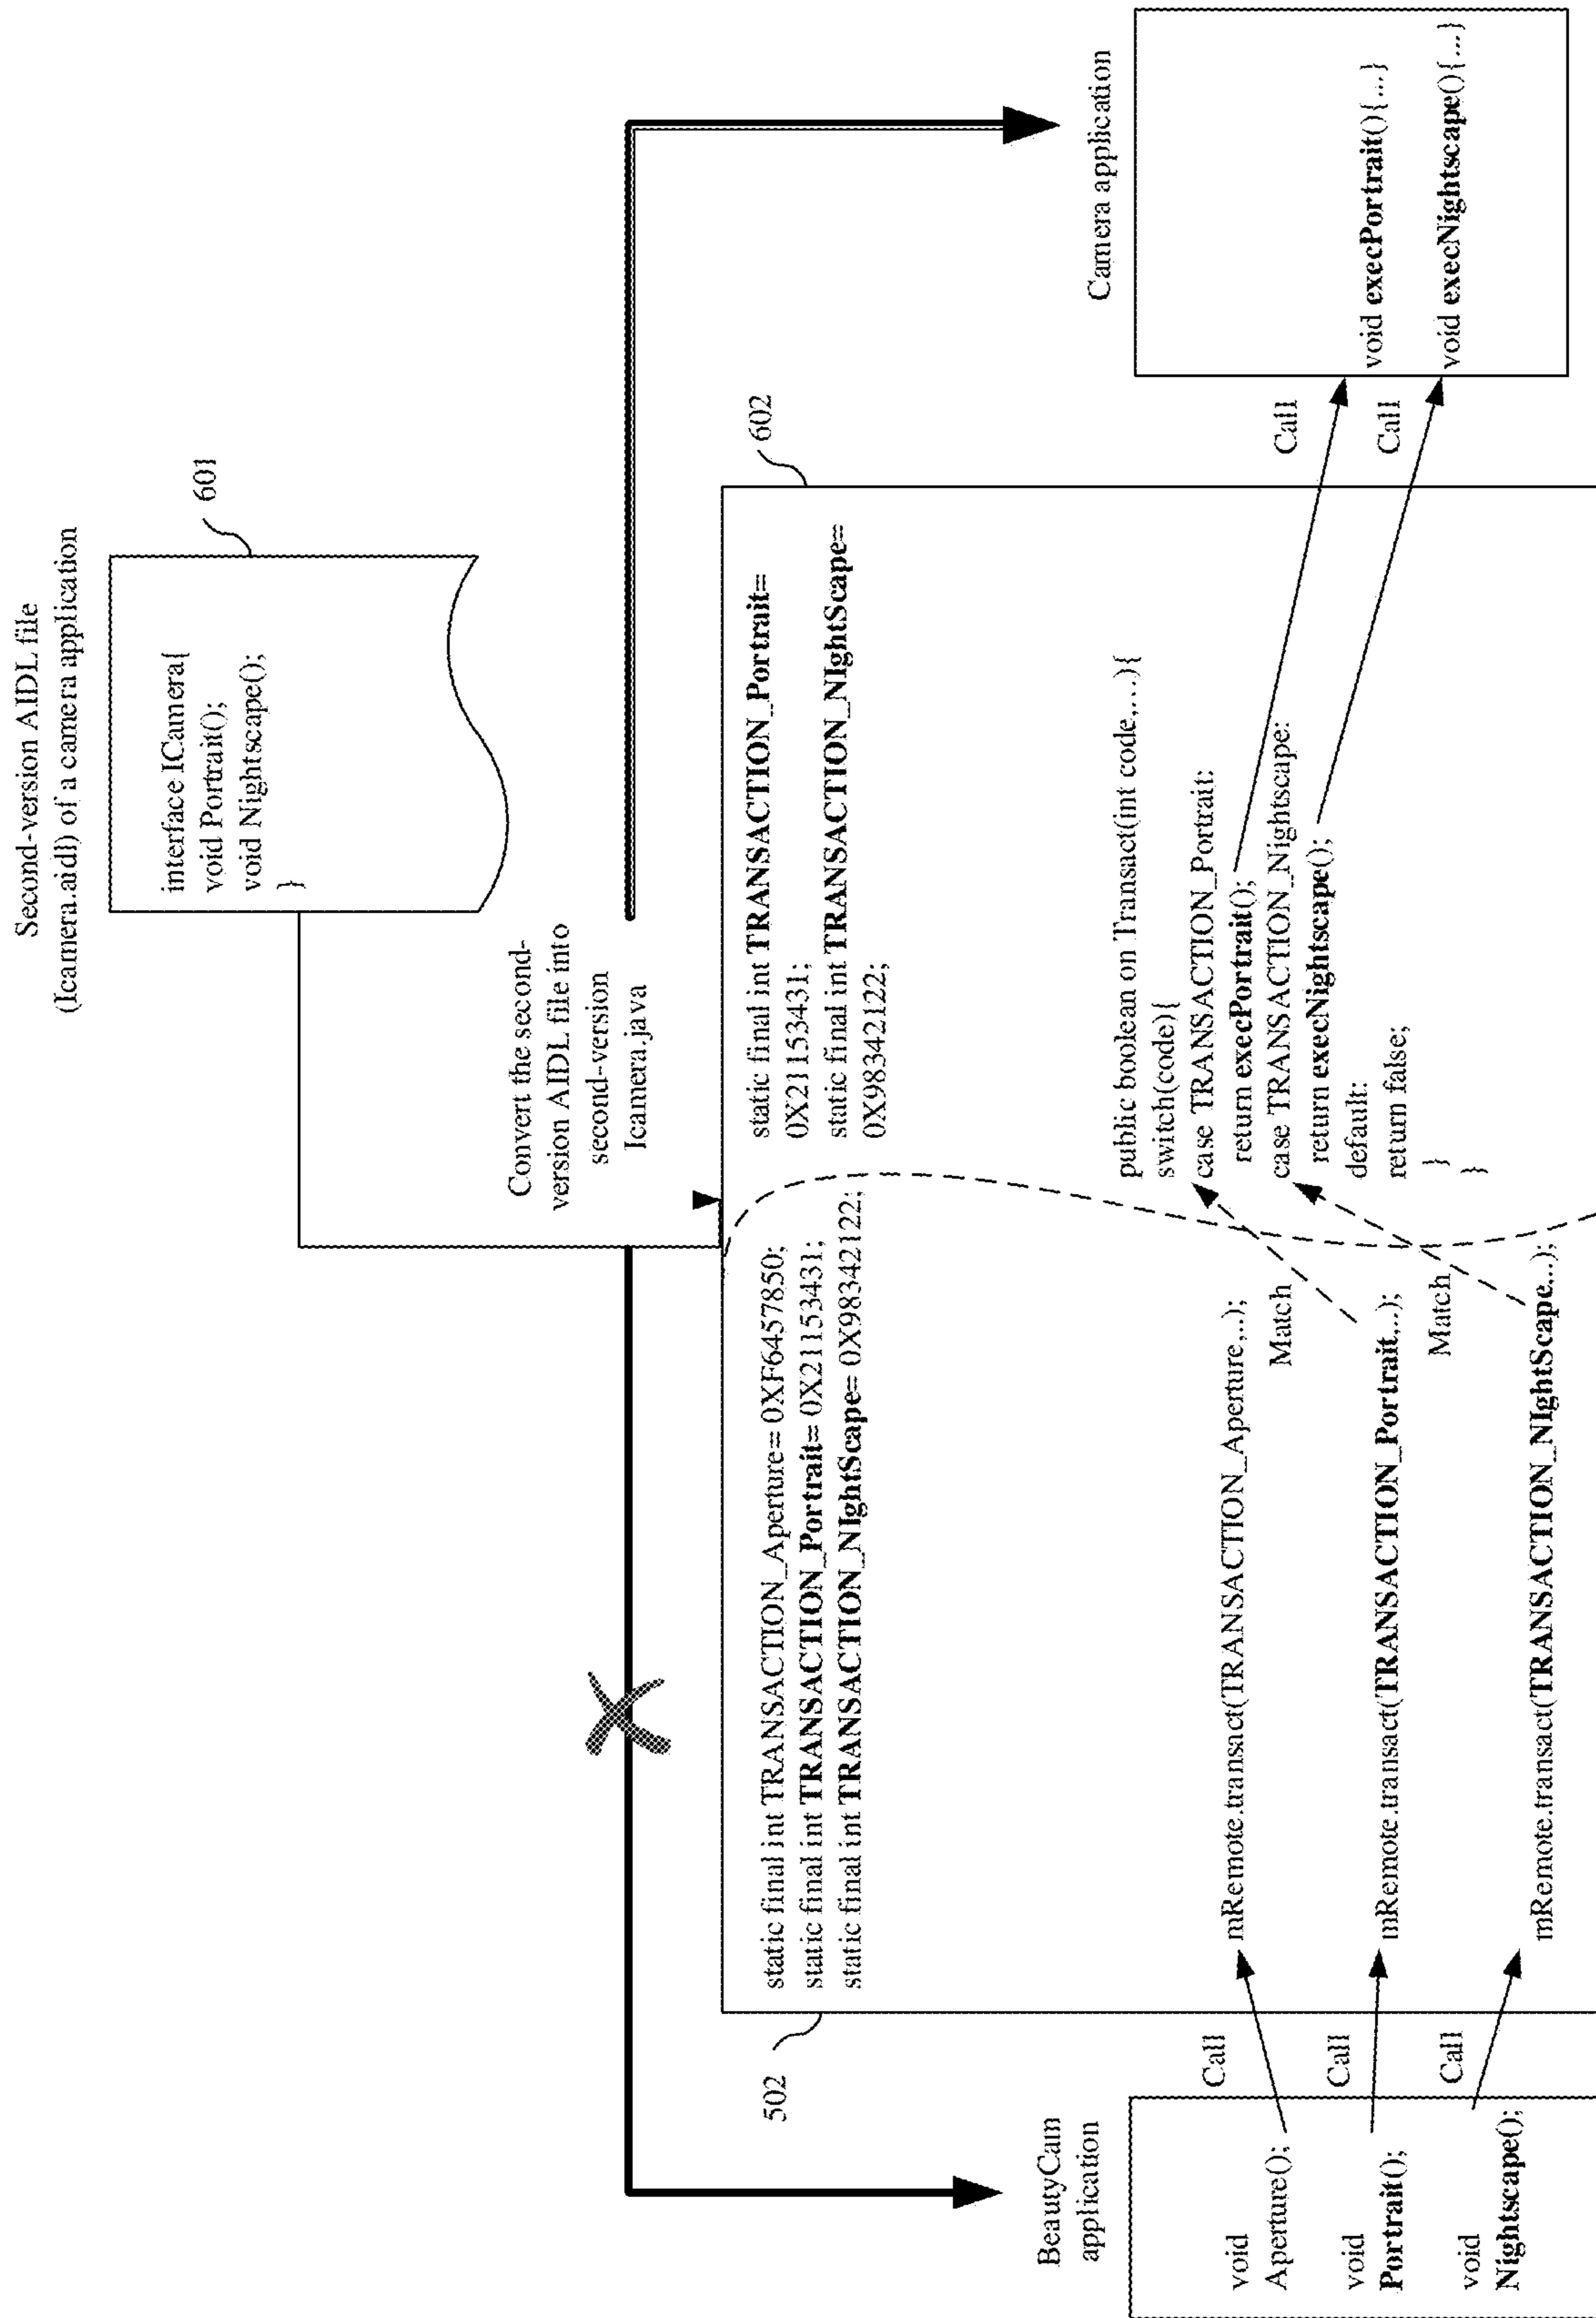 Second-version AIDL file
(Icamera.aidl) of a camera application
601
interface ICamera{
void Portrait();
void Nightscape();
}
Convert the second-
version AIDL file into
second-version
Icamera.java
502
static final int TRANSACTION_Aperture= 0XF6457850;
static final int TRANSACTION_Portrait= 0X21153431;
static final int TRANSACTION_NIghtScape= 0X98342122;
602
static final int TRANSACTION_Portrait=
0X21153431;
static final int TRANSACTION_NIghtScape=
0X98342122;
BeautyCam
application
void
Aperture();
void
Portrait();
void
Nightscape();
Call
Call
Call
mRemote.transact(TRANSACTION_Aperture,..);
Match
mRemote.transact(TRANSACTION_Portrait,..);
Match
mRemote.transact(TRANSACTION_NIghtScape,..);
public boolean on Transact(int code,...){
switch(code){
case TRANSACTION_Portrait:
return execPortrait();
case TRANSACTION_Nightscape:
return execNightscape();
default:
return false;
}
}
Call
Call
Camera application
void execPortrait(){...}
void execNightscape(){...}